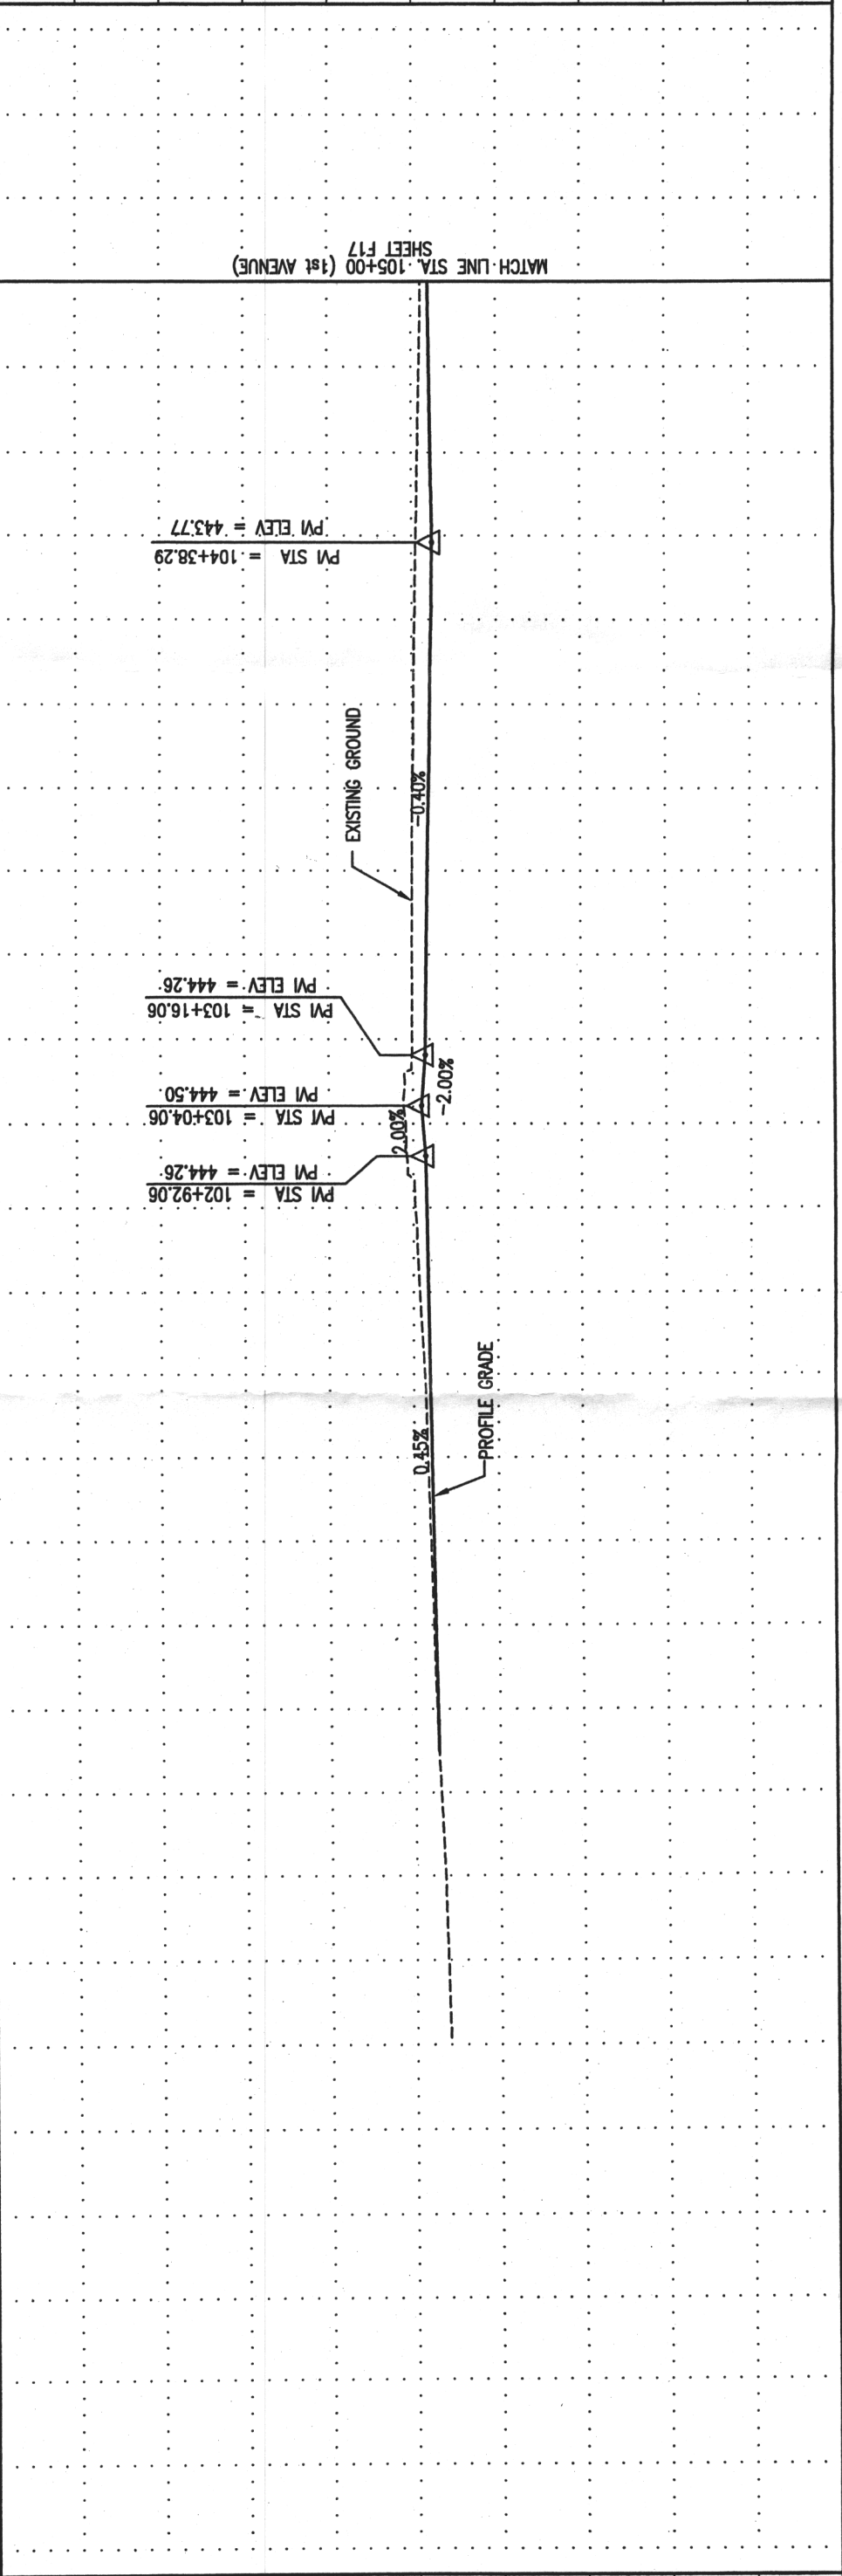 MATCH LINE STA. 105+00 (1st AVENUE)
SHEET F17
PVI STA = 104+38.29
PVI ELEV = 443.77
EXISTING GROUND
-0.40%
PVI STA = 103+16.06
PVI ELEV = 444.26
-2.00%
PVI STA = 103+04.06
PVI ELEV = 444.50
2.00%
PVI STA = 102+92.06
PVI ELEV = 444.26
PROFILE GRADE
0.45%